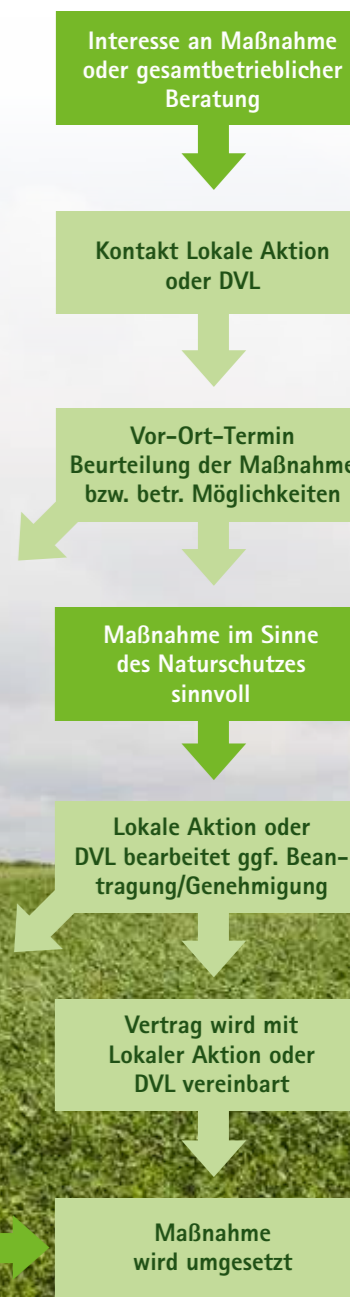 Interesse an Maßnahme
oder gesamtbetrieblicher
Beratung
Kontakt Lokale Aktion
oder DVL
Vor-Ort-Termin
Beurteilung der Maßnahme
bzw. betr. Möglichkeiten
Maßnahme im Sinne
des Naturschutzes
sinnvoll
Lokale Aktion oder
DVL bearbeitet ggf. Bean-
tragung/Genehmigung
Vertrag wird mit
Lokaler Aktion oder
DVL vereinbart
Maßnahme
wird umgesetzt